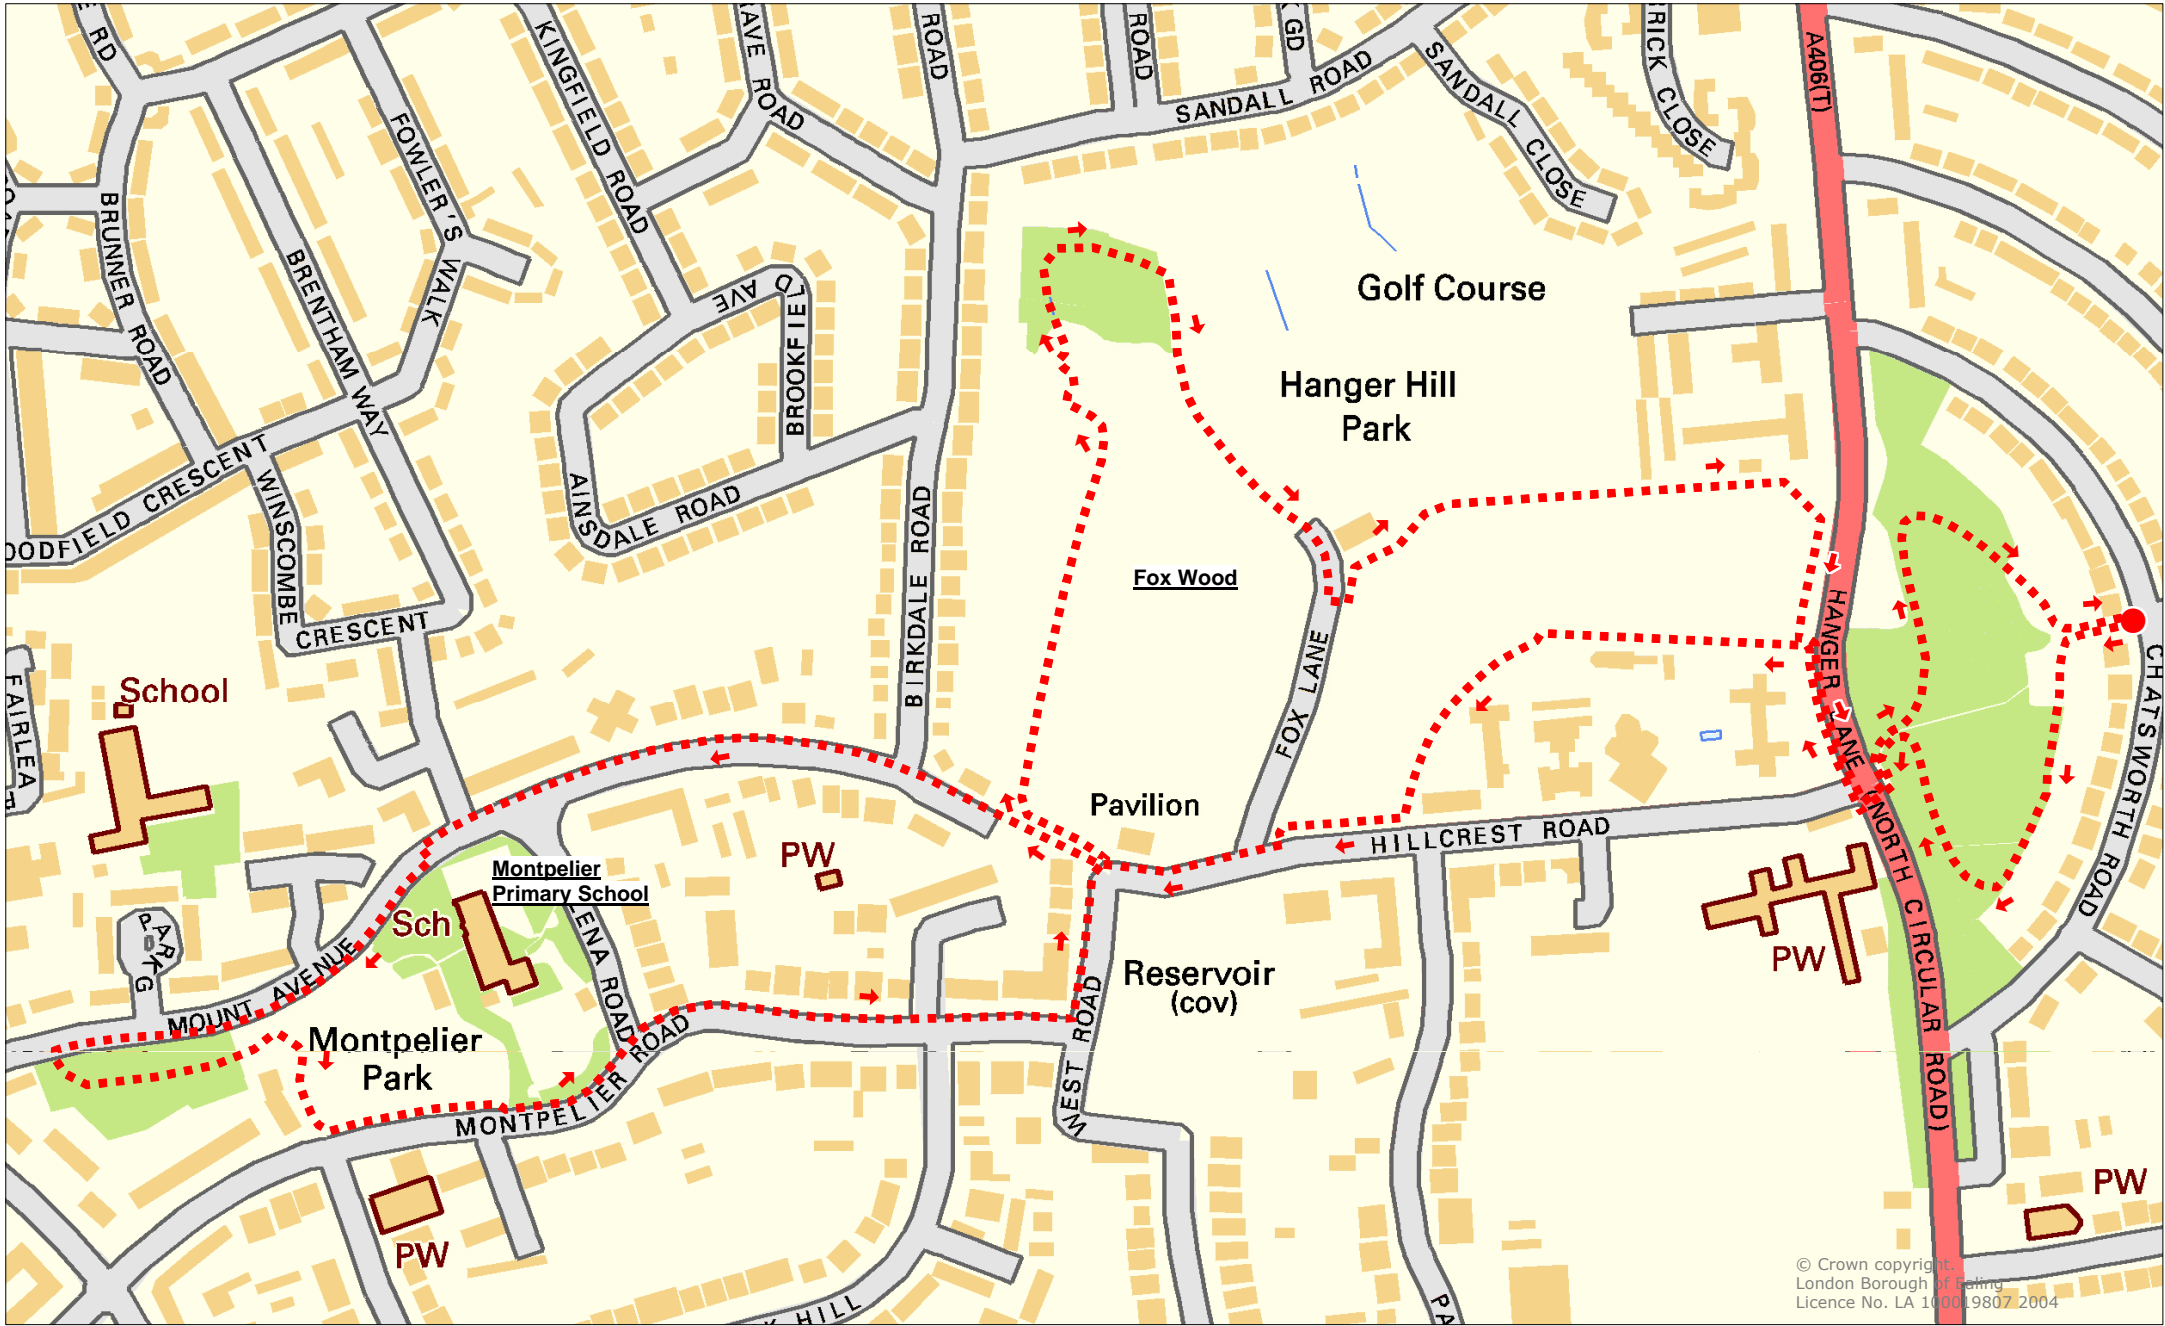 E RD
KINGFIELD ROAD
AVE ROAD
ROAD
ROAD
K GD
SANDALL ROAD
SANDALL CLOSE
RRICK CLOSE
A406(T)
FOWLER'S WALK
BRUNNER ROAD
BRENTHAM WAY
BROOKFIELD AVE
Golf Course
Hanger Hill
Park
OODFIELD CRESCENT
WINSCOMBE
CRESCENT
AINSDALE ROAD
BIRKDALE ROAD
Fox Wood
FOX LANE
HANGER LANE
(NORTH CIRCULAR ROAD)
CHATSWORTH ROAD
School
FAIRLEA
Pavilion
HILLCREST ROAD
PW
Montpelier
Primary School
Sch
HELENA ROAD
PARK G
MOUNT AVENUE
Montpelier
Park
MONTPELIER ROAD
Reservoir
(cov)
WEST ROAD
PW
PW
PW
K HILL
PA
© Crown copyright.
London Borough of Ealing
Licence No. LA 100019807 2004